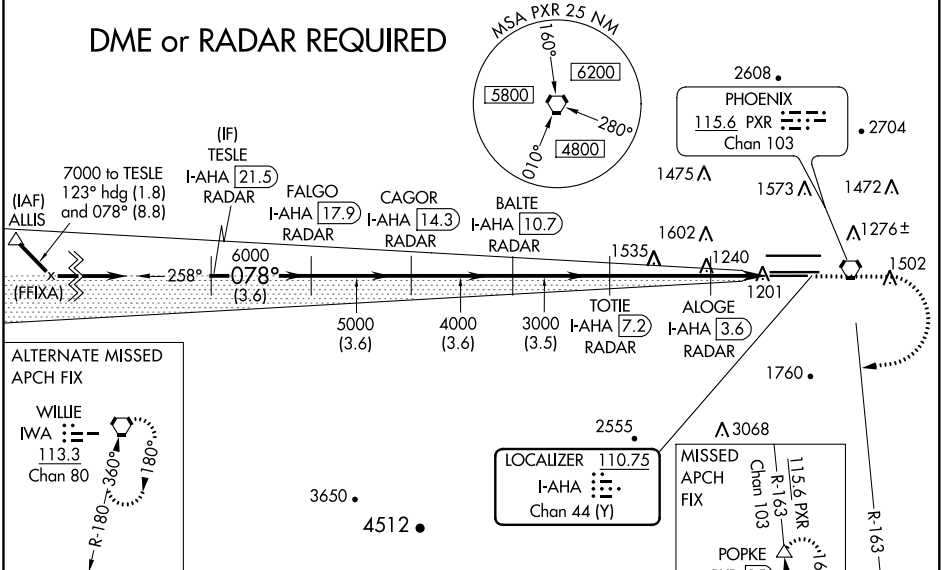 DME or RADAR REQUIRED
MSA PXR 25 NM
160°
6200
5800
280°
010°
4800
2608
PHOENIX
115.6 PXR
Chan 103
2704
1475
1573
1472
1276±
1502
(IAF)
ALLIS
7000 to TESLE
123° hdg (1.8)
and 078° (8.8)
(IF)
TESLE
I-AHA 21.5
RADAR
FALGO
I-AHA 17.9
RADAR
CAGOR
I-AHA 14.3
RADAR
BALTE
I-AHA 10.7
RADAR
1535
1602
1240
1201
x
(FFIXA)
258°
6000
078°
(3.6)
5000
(3.6)
4000
(3.6)
3000
(3.5)
TOTIE
I-AHA 7.2
RADAR
ALOGE
I-AHA 3.6
RADAR
1760
ALTERNATE MISSED
APCH FIX
WILLIE
IWA
113.3
Chan 80
360°
180°
R-180
2555
3068
LOCALIZER 110.75
I-AHA
Chan 44 (Y)
3650
4512
MISSED
APCH
FIX
115.6 PXR
Chan 103
R-163
POPKE
R-163